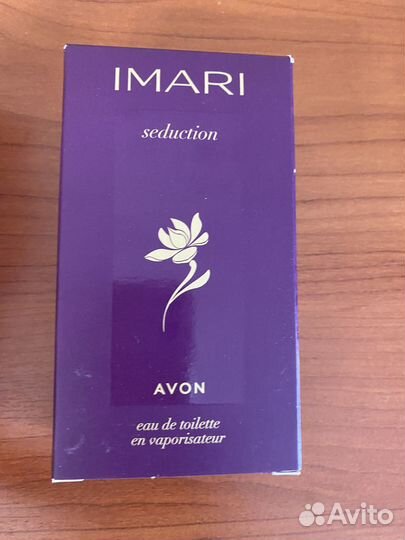 IMARI
seduction
AVON
eau de toilette
en vaporisateur
Avito